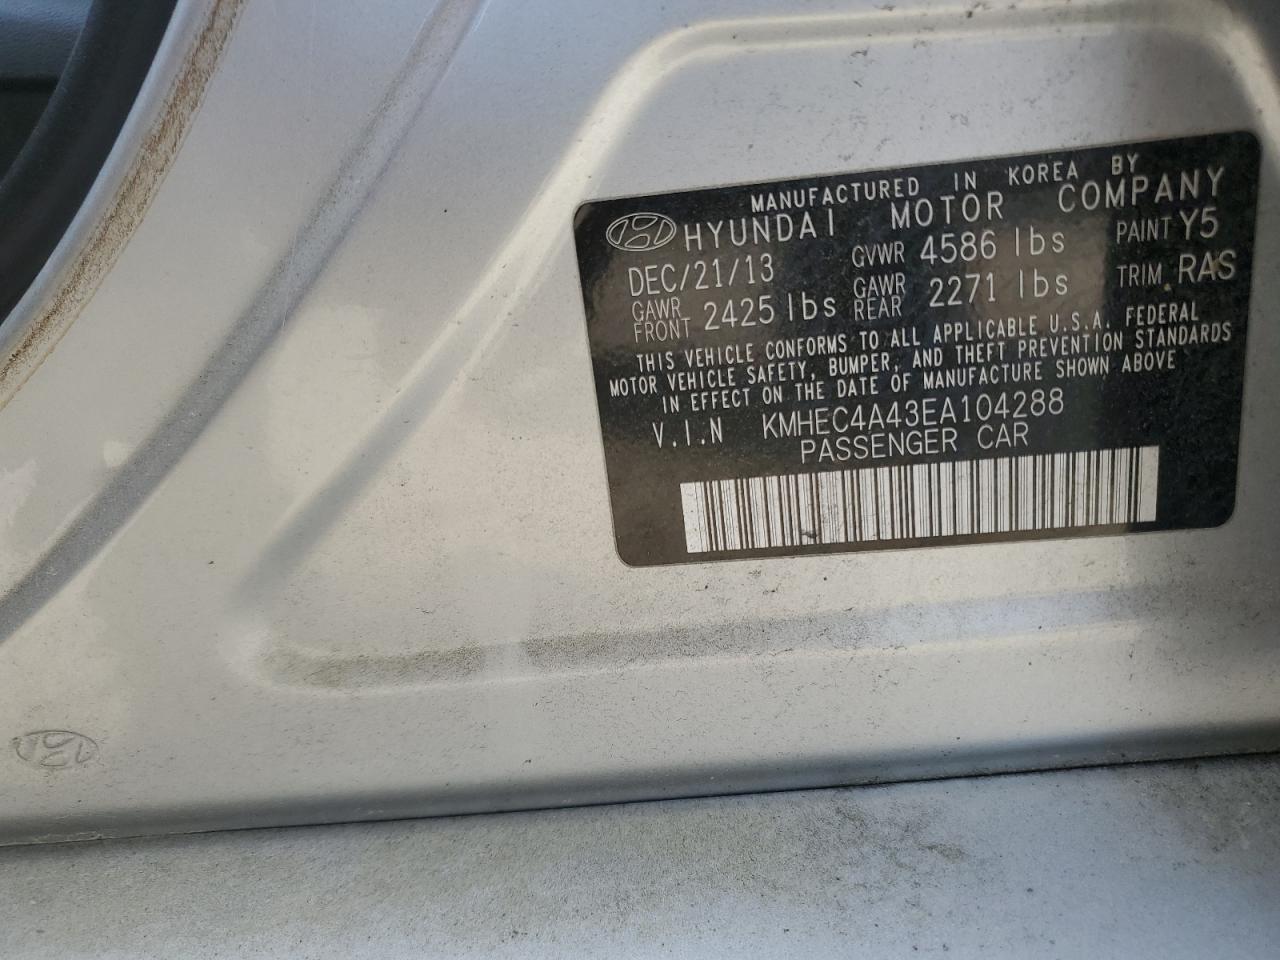 MANUFACTURED IN KOREA BY
HYUNDAI MOTOR COMPANY
DEC/21/13 GVWR 4586 lbs PAINT Y5
GAWR FRONT 2425 lbs GAWR REAR 2271 lbs TRIM RAS
THIS VEHICLE CONFORMS TO ALL APPLICABLE U.S.A. FEDERAL
MOTOR VEHICLE SAFETY, BUMPER, AND THEFT PREVENTION STANDARDS
IN EFFECT ON THE DATE OF MANUFACTURE SHOWN ABOVE
V.I.N KMHEC4A43EA104288
PASSENGER CAR